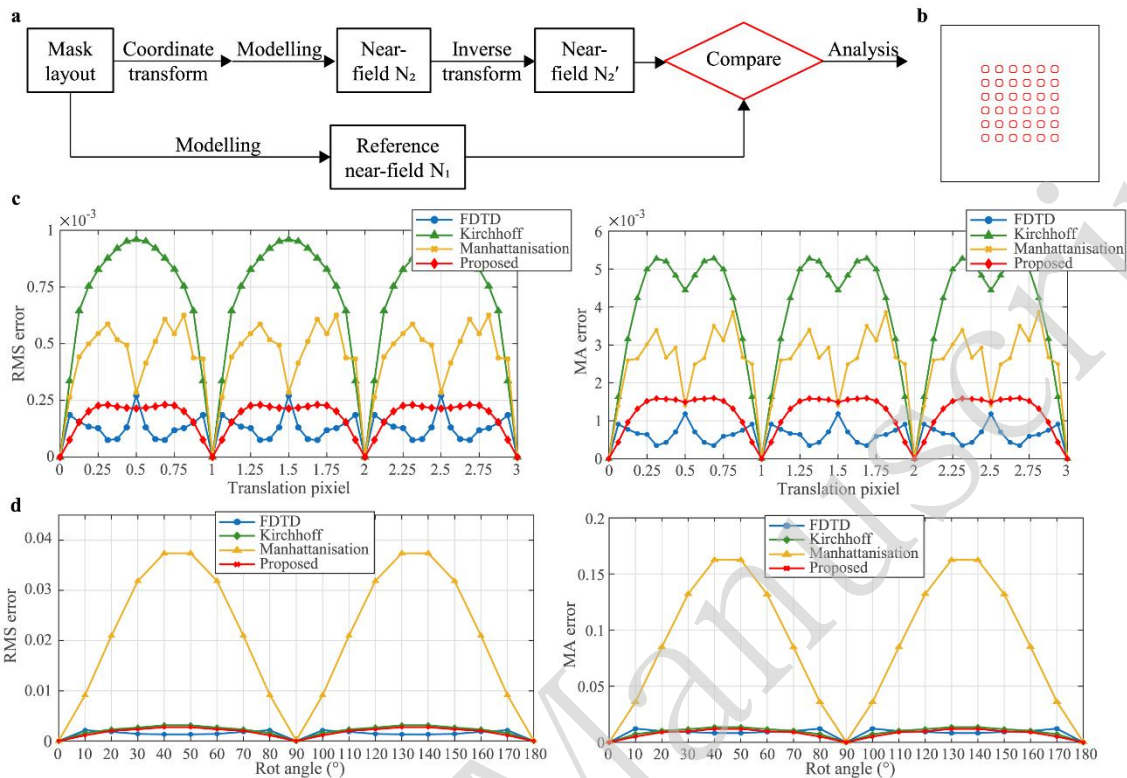 a
b
Mask layout
Coordinate transform
Modelling
Near-field N₂
Inverse transform
Near-field N₂′
Compare
Analysis
Modelling
Reference near-field N₁
c
×10⁻³
FDTD
Kirchhoff
Manhattanisation
Proposed
1
0.75
0.5
0.25
0
RMS error
0 0.25 0.5 0.75 1 1.25 1.5 1.75 2 2.25 2.5 2.75 3
Translation pixiel
×10⁻³
FDTD
Kirchhoff
Manhattanisation
Proposed
6
5
4
3
2
1
0
MA error
0 0.25 0.5 0.75 1 1.25 1.5 1.75 2 2.25 2.5 2.75 3
Translation pixiel
d
FDTD
Kirchhoff
Manhattanisation
Proposed
0.04
0.03
0.02
0.01
0
RMS error
0 10 20 30 40 50 60 70 80 90 100 110 120 130 140 150 160 170 180
Rot angle (°)
FDTD
Kirchhoff
Manhattanisation
Proposed
0.2
0.15
0.1
0.05
0
MA error
0 10 20 30 40 50 60 70 80 90 100 110 120 130 140 150 160 170 180
Rot angle (°)
Manuscri